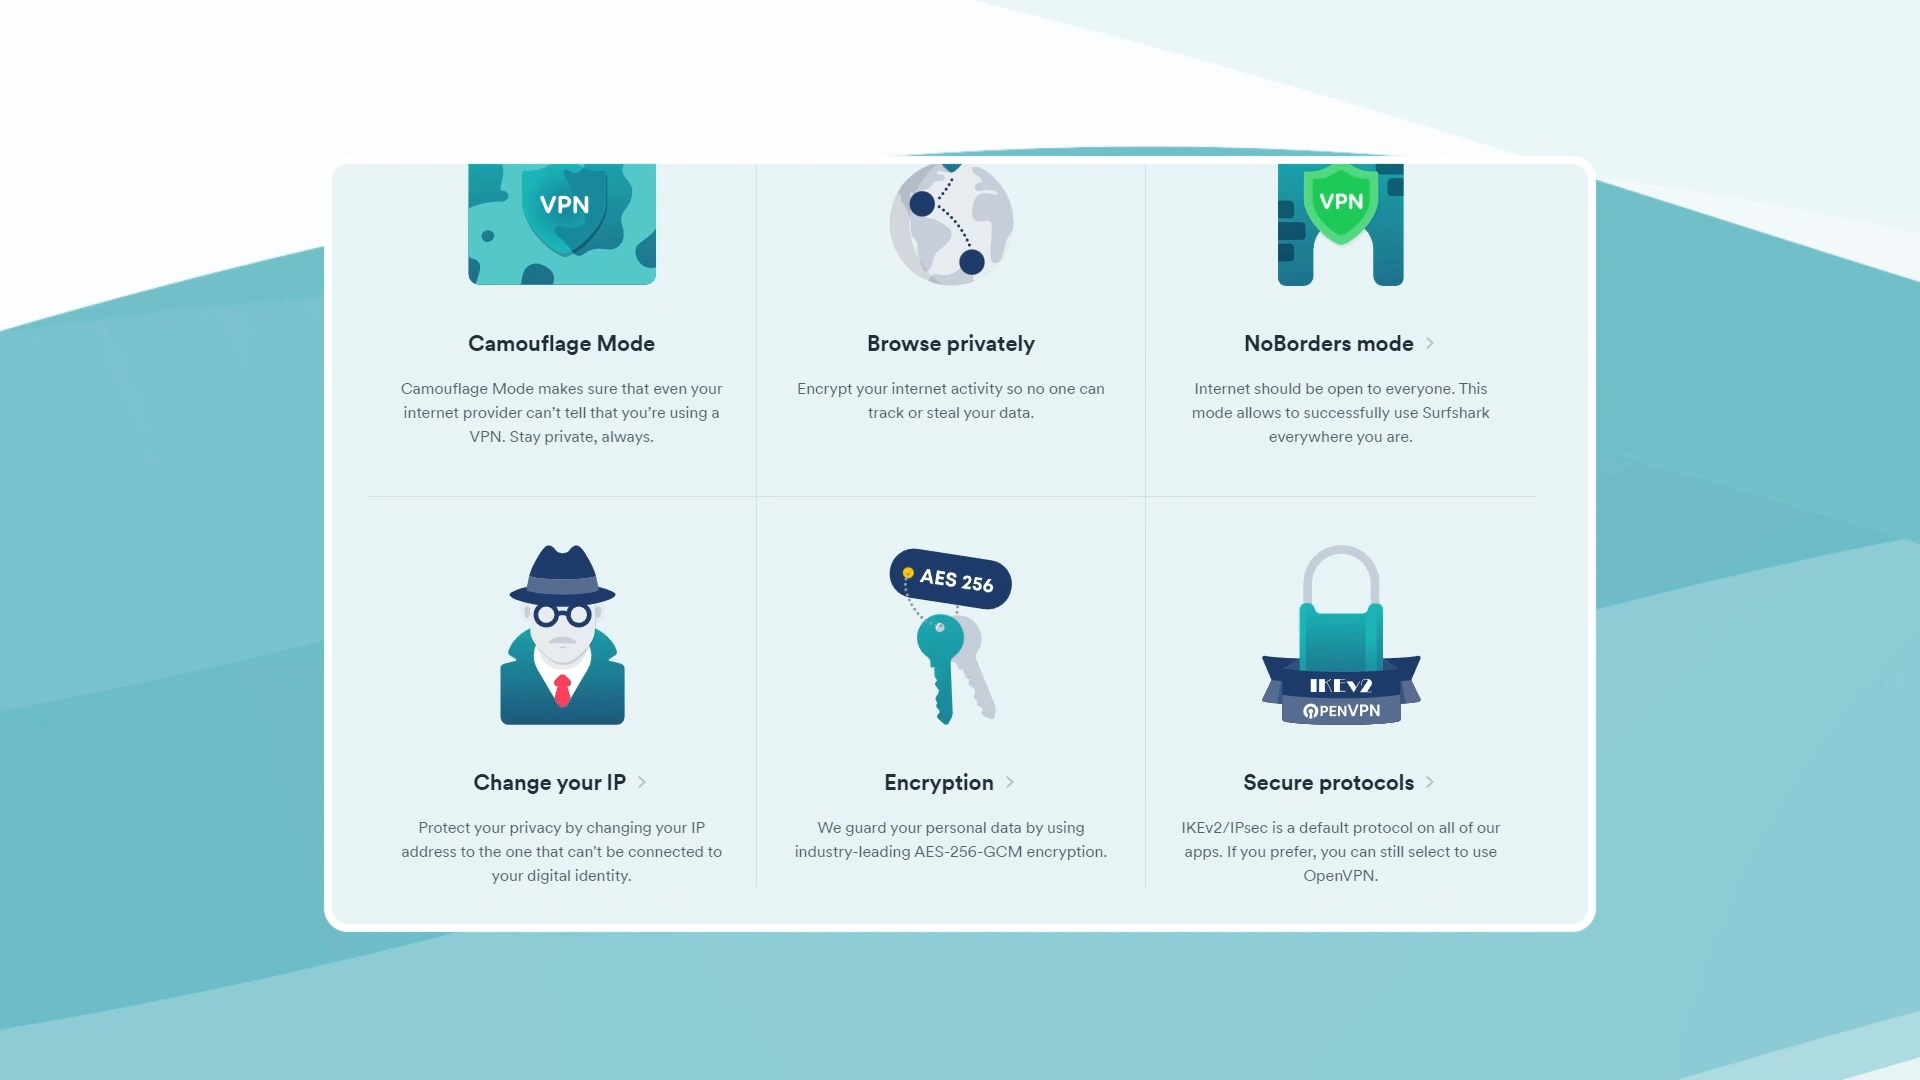 VPN
VPN
Camouflage Mode
Camouflage Mode makes sure that even your
internet provider can’t tell that you’re using a
VPN. Stay private, always.
Browse privately
Encrypt your internet activity so no one can
track or steal your data.
NoBorders mode
Internet should be open to everyone. This
mode allows to successfully use Surfshark
everywhere you are.
AES 256
IKEv2
OPENVPN
Change your IP
Protect your privacy by changing your IP
address to the one that can't be connected to
your digital identity.
Encryption
We guard your personal data by using
industry-leading AES-256-GCM encryption.
Secure protocols
IKEv2/IPsec is a default protocol on all of our
apps. If you prefer, you can still select to use
OpenVPN.